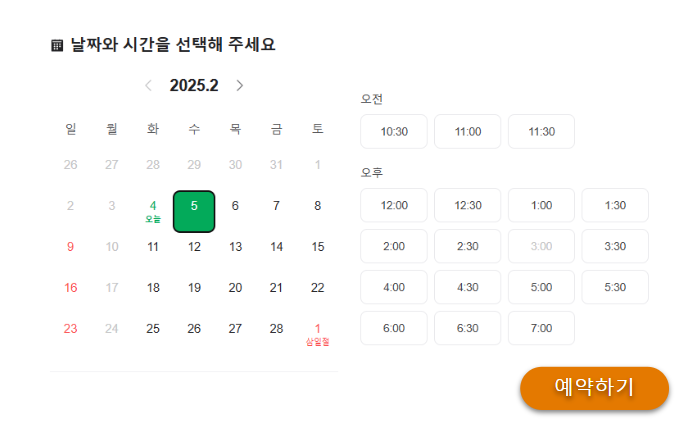 날짜와 시간을 선택해 주세요
2025.2
일 월 화 수 목 금 토
26 27 28 29 30 31 1
2 3 4 5 6 7 8
오늘
9 10 11 12 13 14 15
16 17 18 19 20 21 22
23 24 25 26 27 28 1
삼일절
오전
10:30 11:00 11:30
오후
12:00 12:30 1:00 1:30
2:00 2:30 3:00 3:30
4:00 4:30 5:00 5:30
6:00 6:30 7:00
예약하기